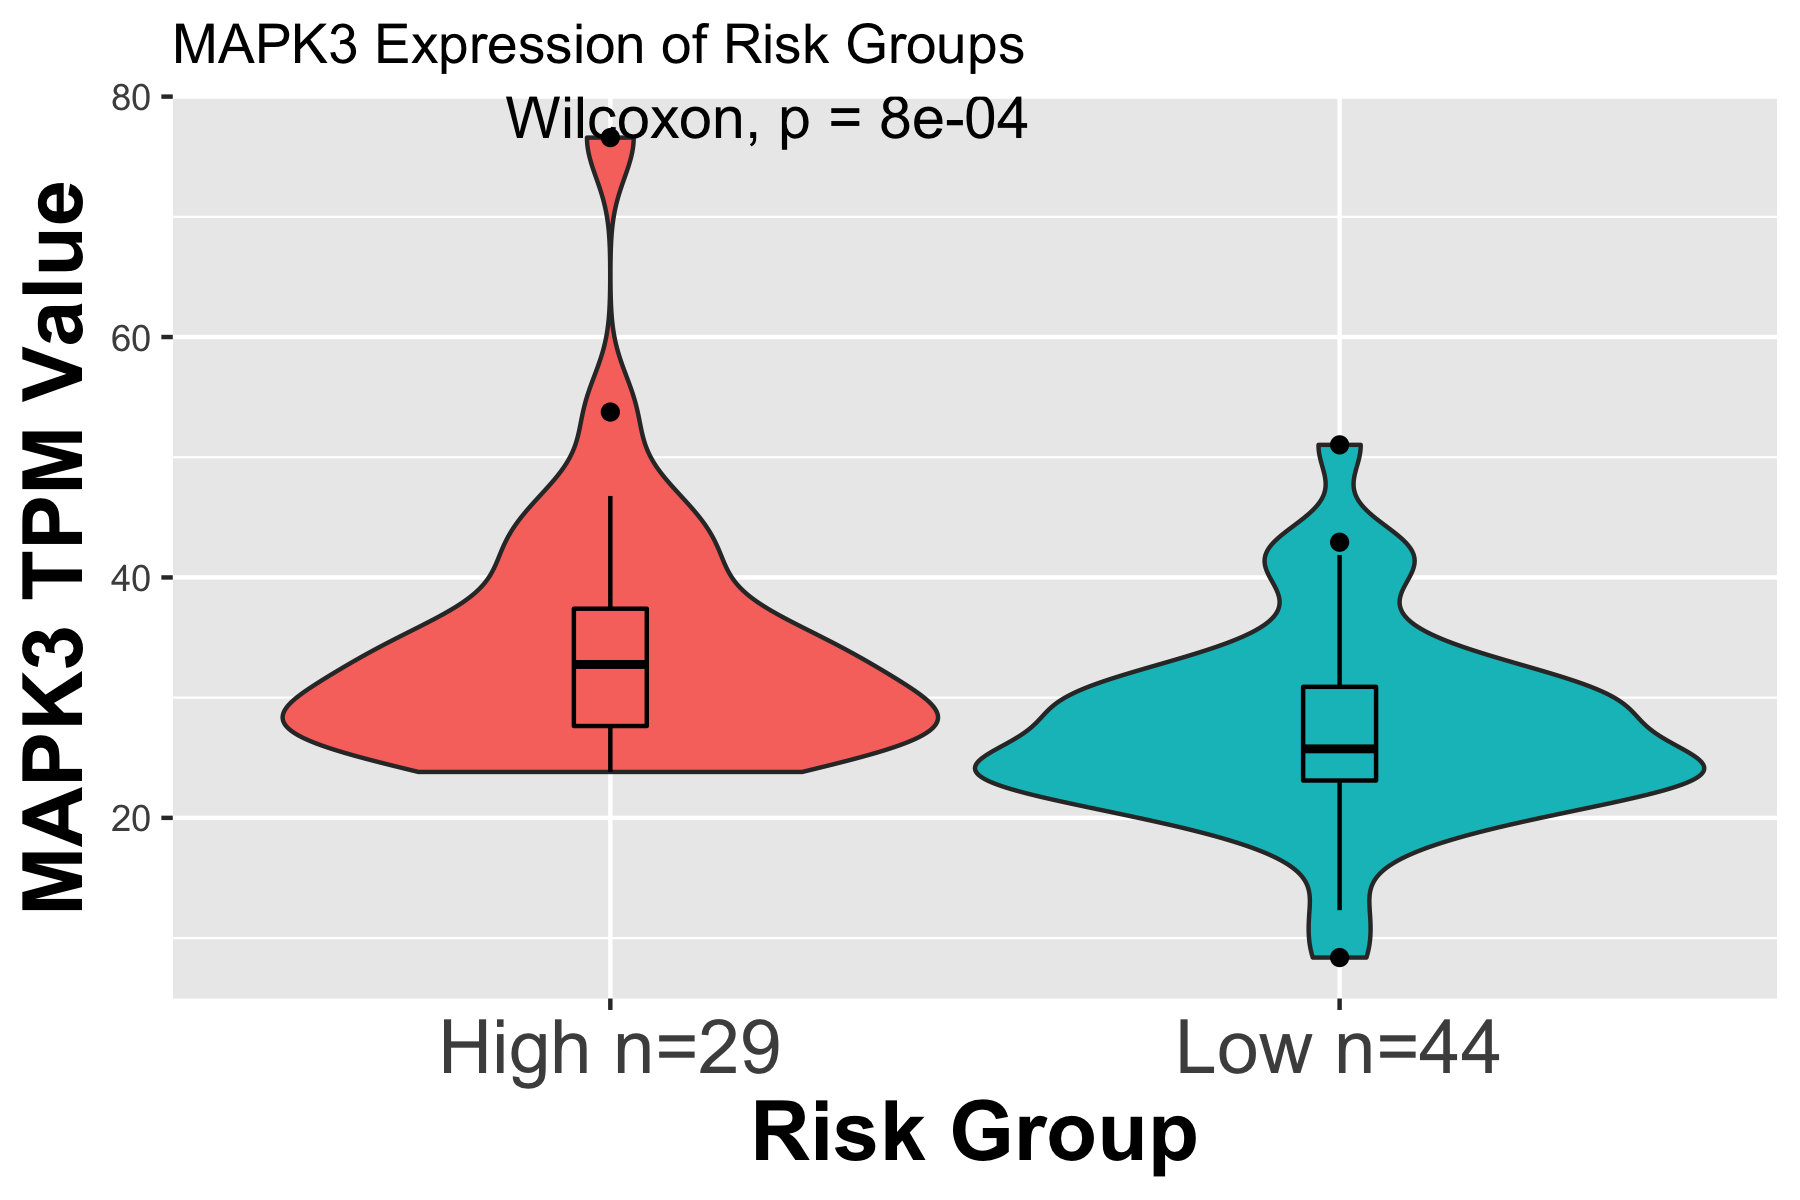 MAPK3 Expression of Risk Groups
Wilcoxon, p = 8e-04
MAPK3 TPM Value
80
60
40
20
High n=29
Low n=44
Risk Group